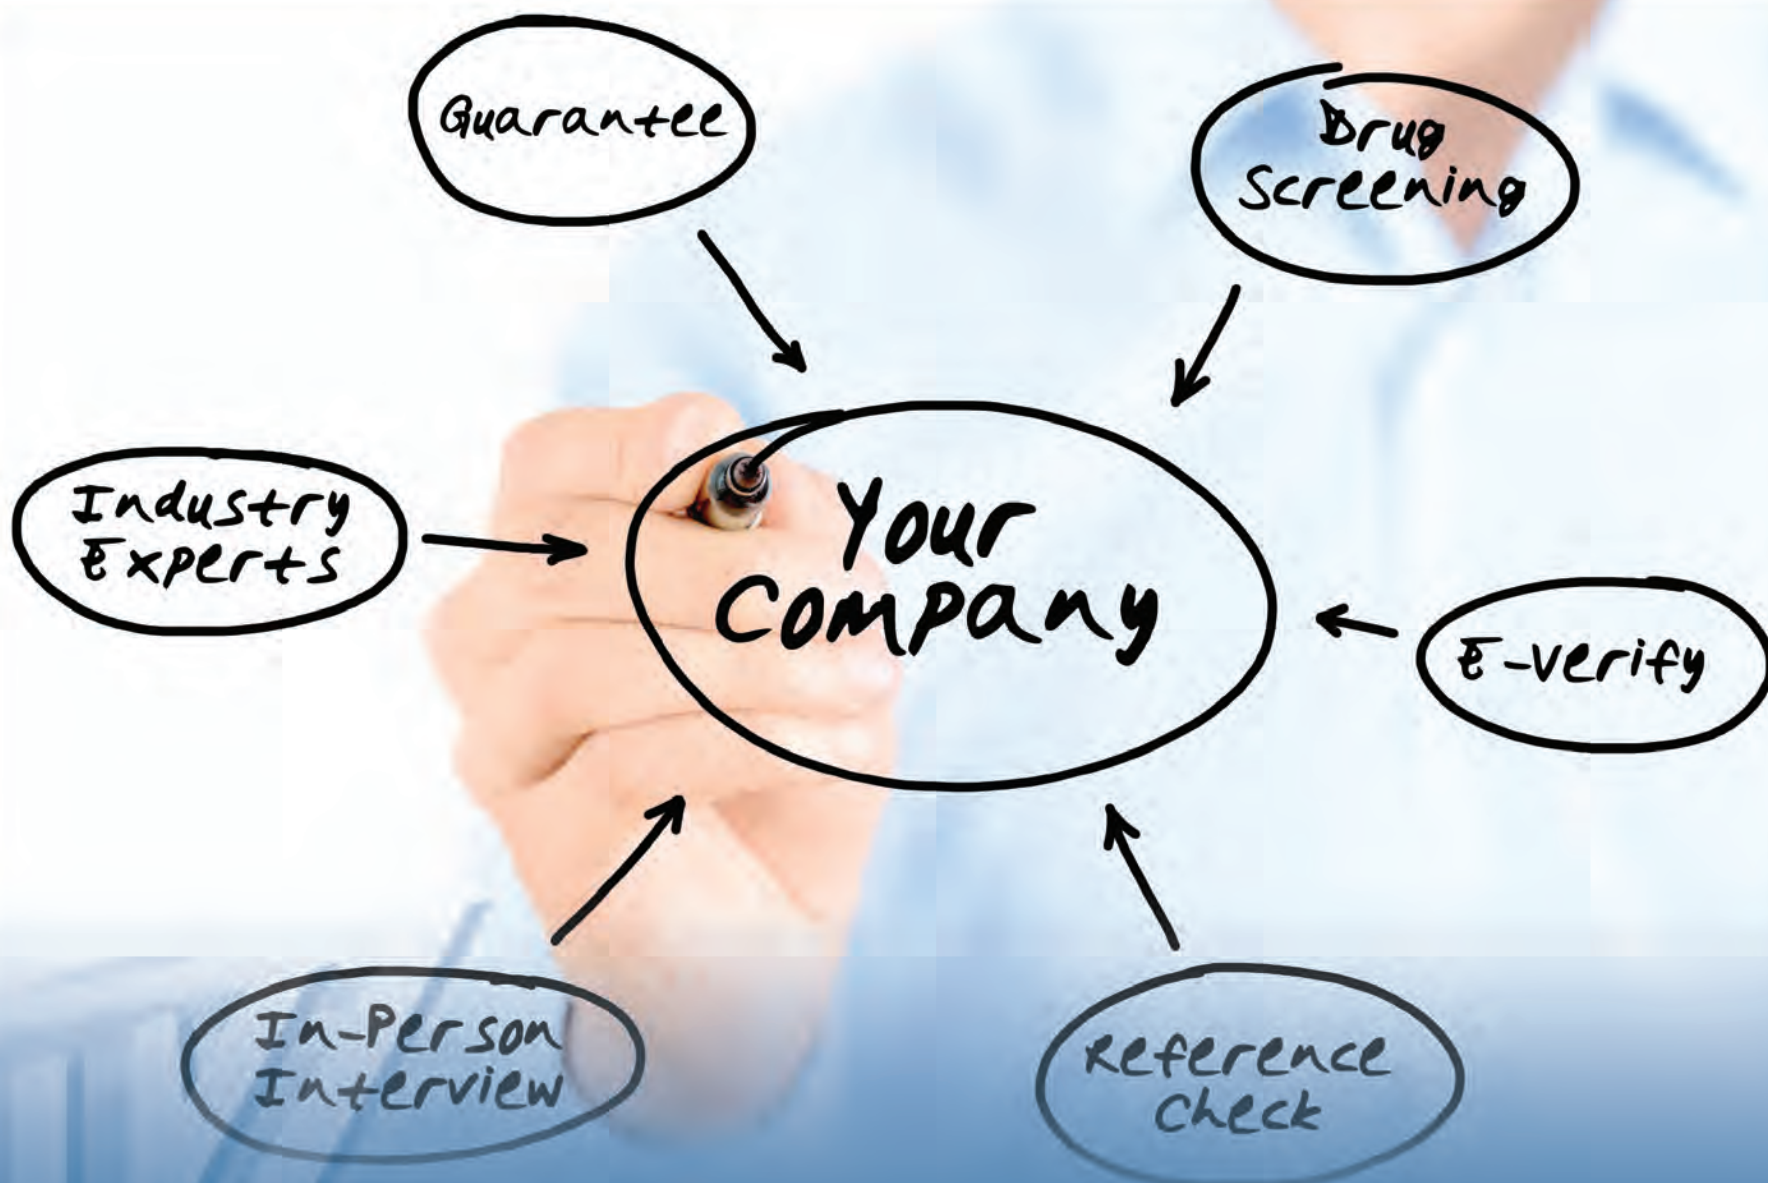 Guarantee
Drug
Screening
Industry
Experts
Your
Company
E-verify
In-Person
Interview
Reference
Check